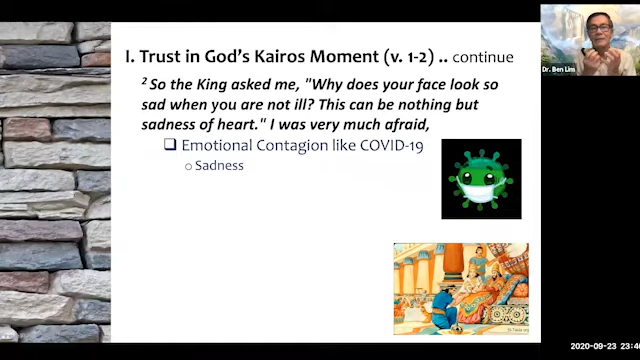 I. Trust in God's Kairos Moment (v. 1-2) .. continue
2 So the King asked me, "Why does your face look so
sad when you are not ill? This can be nothing but
sadness of heart." I was very much afraid,
❑ Emotional Contagion like COVID-19
o Sadness
Dr. Ben Lim
2020-09-23 23:4